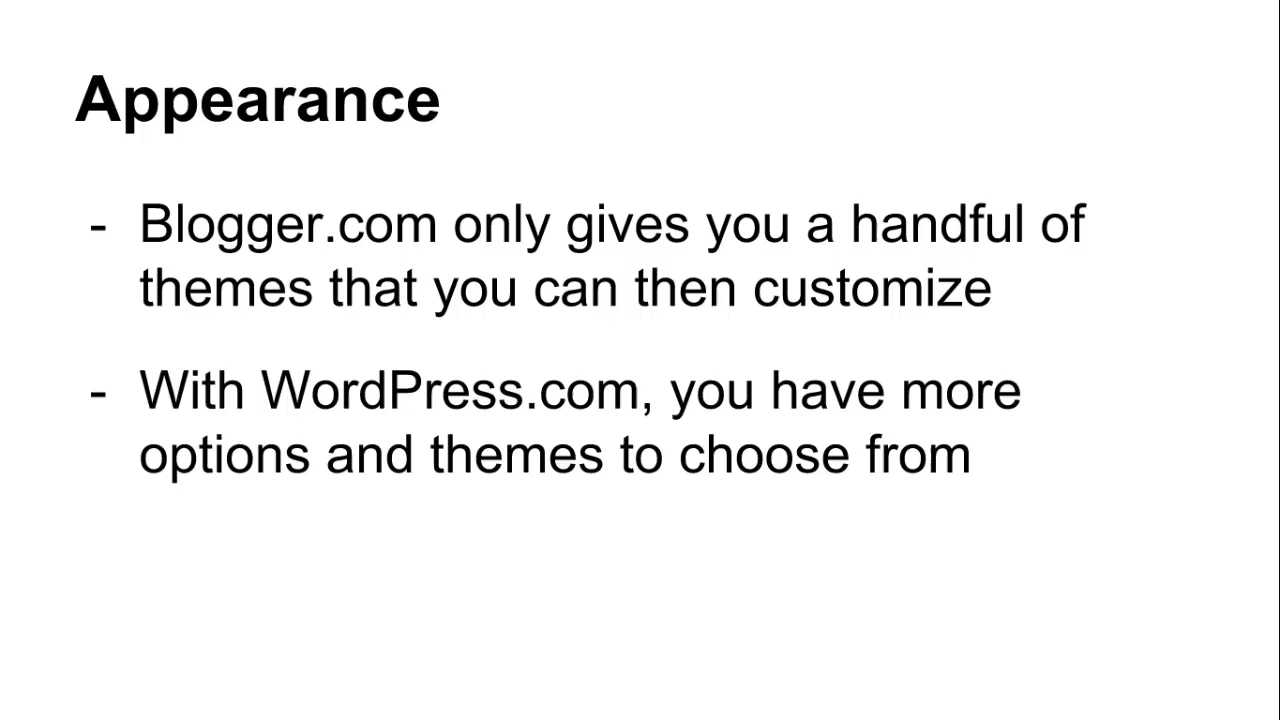 Appearance
- Blogger.com only gives you a handful of
themes that you can then customize
- With WordPress.com, you have more
options and themes to choose from